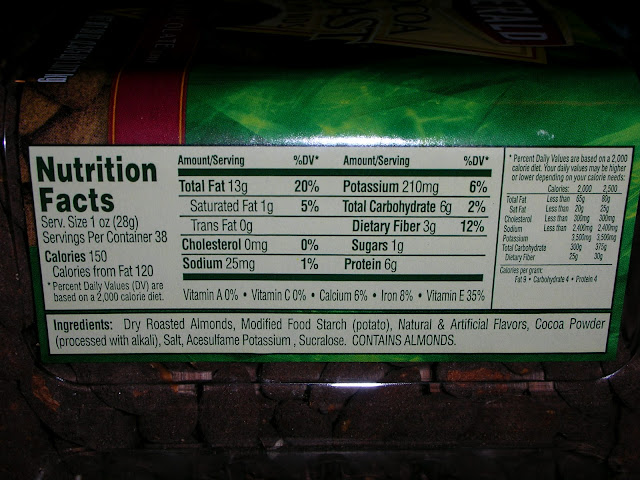 COCOA
ROAST
Nutrition
Facts
Serv. Size 1 oz (28g)
Servings Per Container 38
Calories 150
Calories from Fat 120
* Percent Daily Values (DV) are
based on a 2,000 calorie diet.
Amount/Serving %DV* Amount/Serving %DV*
Total Fat 13g 20% Potassium 210mg 6%
Saturated Fat 1g 5% Total Carbohydrate 6g 2%
Trans Fat 0g Dietary Fiber 3g 12%
Cholesterol 0mg 0% Sugars 1g
Sodium 25mg 1% Protein 6g
Vitamin A 0% • Vitamin C 0% • Calcium 6% • Iron 8% • Vitamin E 35%
* Percent Daily Values are based on a 2,000
calorie diet. Your daily values may be higher
or lower depending on your calorie needs:
Calories: 2,000 2,500
Total Fat Less than 65g 80g
Sat Fat Less than 20g 25g
Cholesterol Less than 300mg 300mg
Sodium Less than 2,400mg 2,400mg
Potassium 3,500mg 3,500mg
Total Carbohydrate 300g 375g
Dietary Fiber 25g 30g
Calories per gram:
Fat 9 • Carbohydrate 4 • Protein 4
Ingredients: Dry Roasted Almonds, Modified Food Starch (potato), Natural & Artificial Flavors, Cocoa Powder
(processed with alkali), Salt, Acesulfame Potassium , Sucralose. CONTAINS ALMONDS.